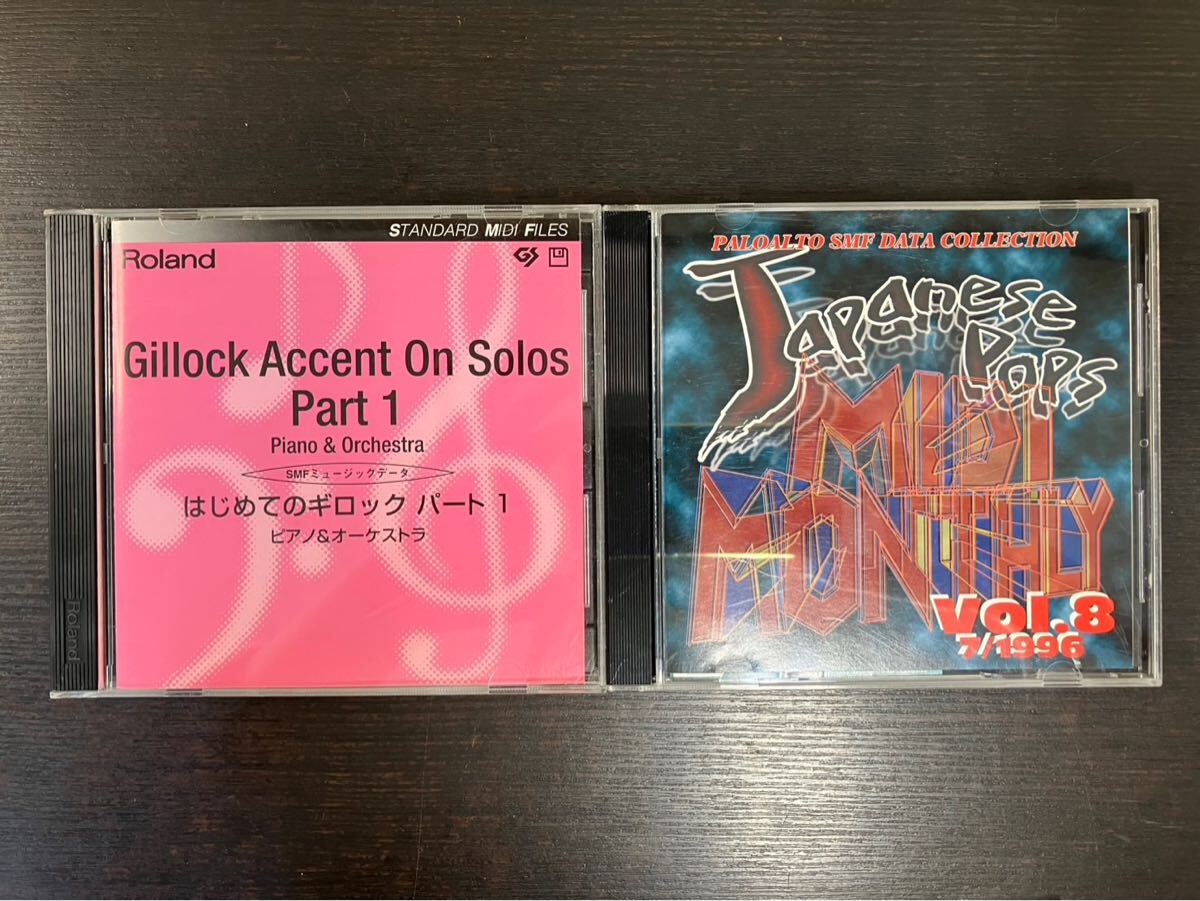 STANDARD MIDI FILES
Roland
GS
Gillock Accent On Solos
Part 1
Piano & Orchestra
SMFミュージックデータ
はじめてのギロック パート 1
ピアノ&オーケストラ
Roland
PALOALTO SMF DATA COLLECTION
Japanese
Pops
MIDI
MONTHLY
Vol.8
7/1996